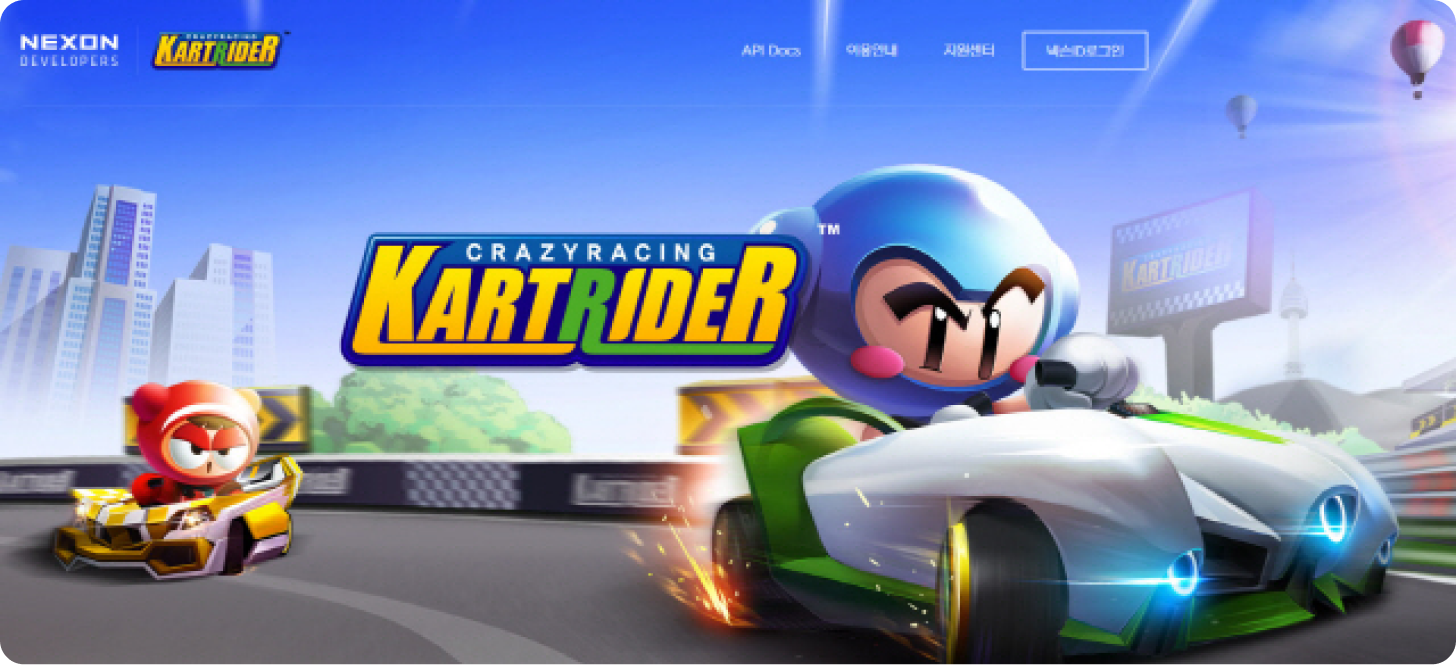 NEXON
DEVELOPERS
CRAZYRACING
KARTRIDER
API Docs
이용안내
지원센터
넥슨ID로그인
CRAZYRACING
KARTRIDER
TM
KARTRIDER